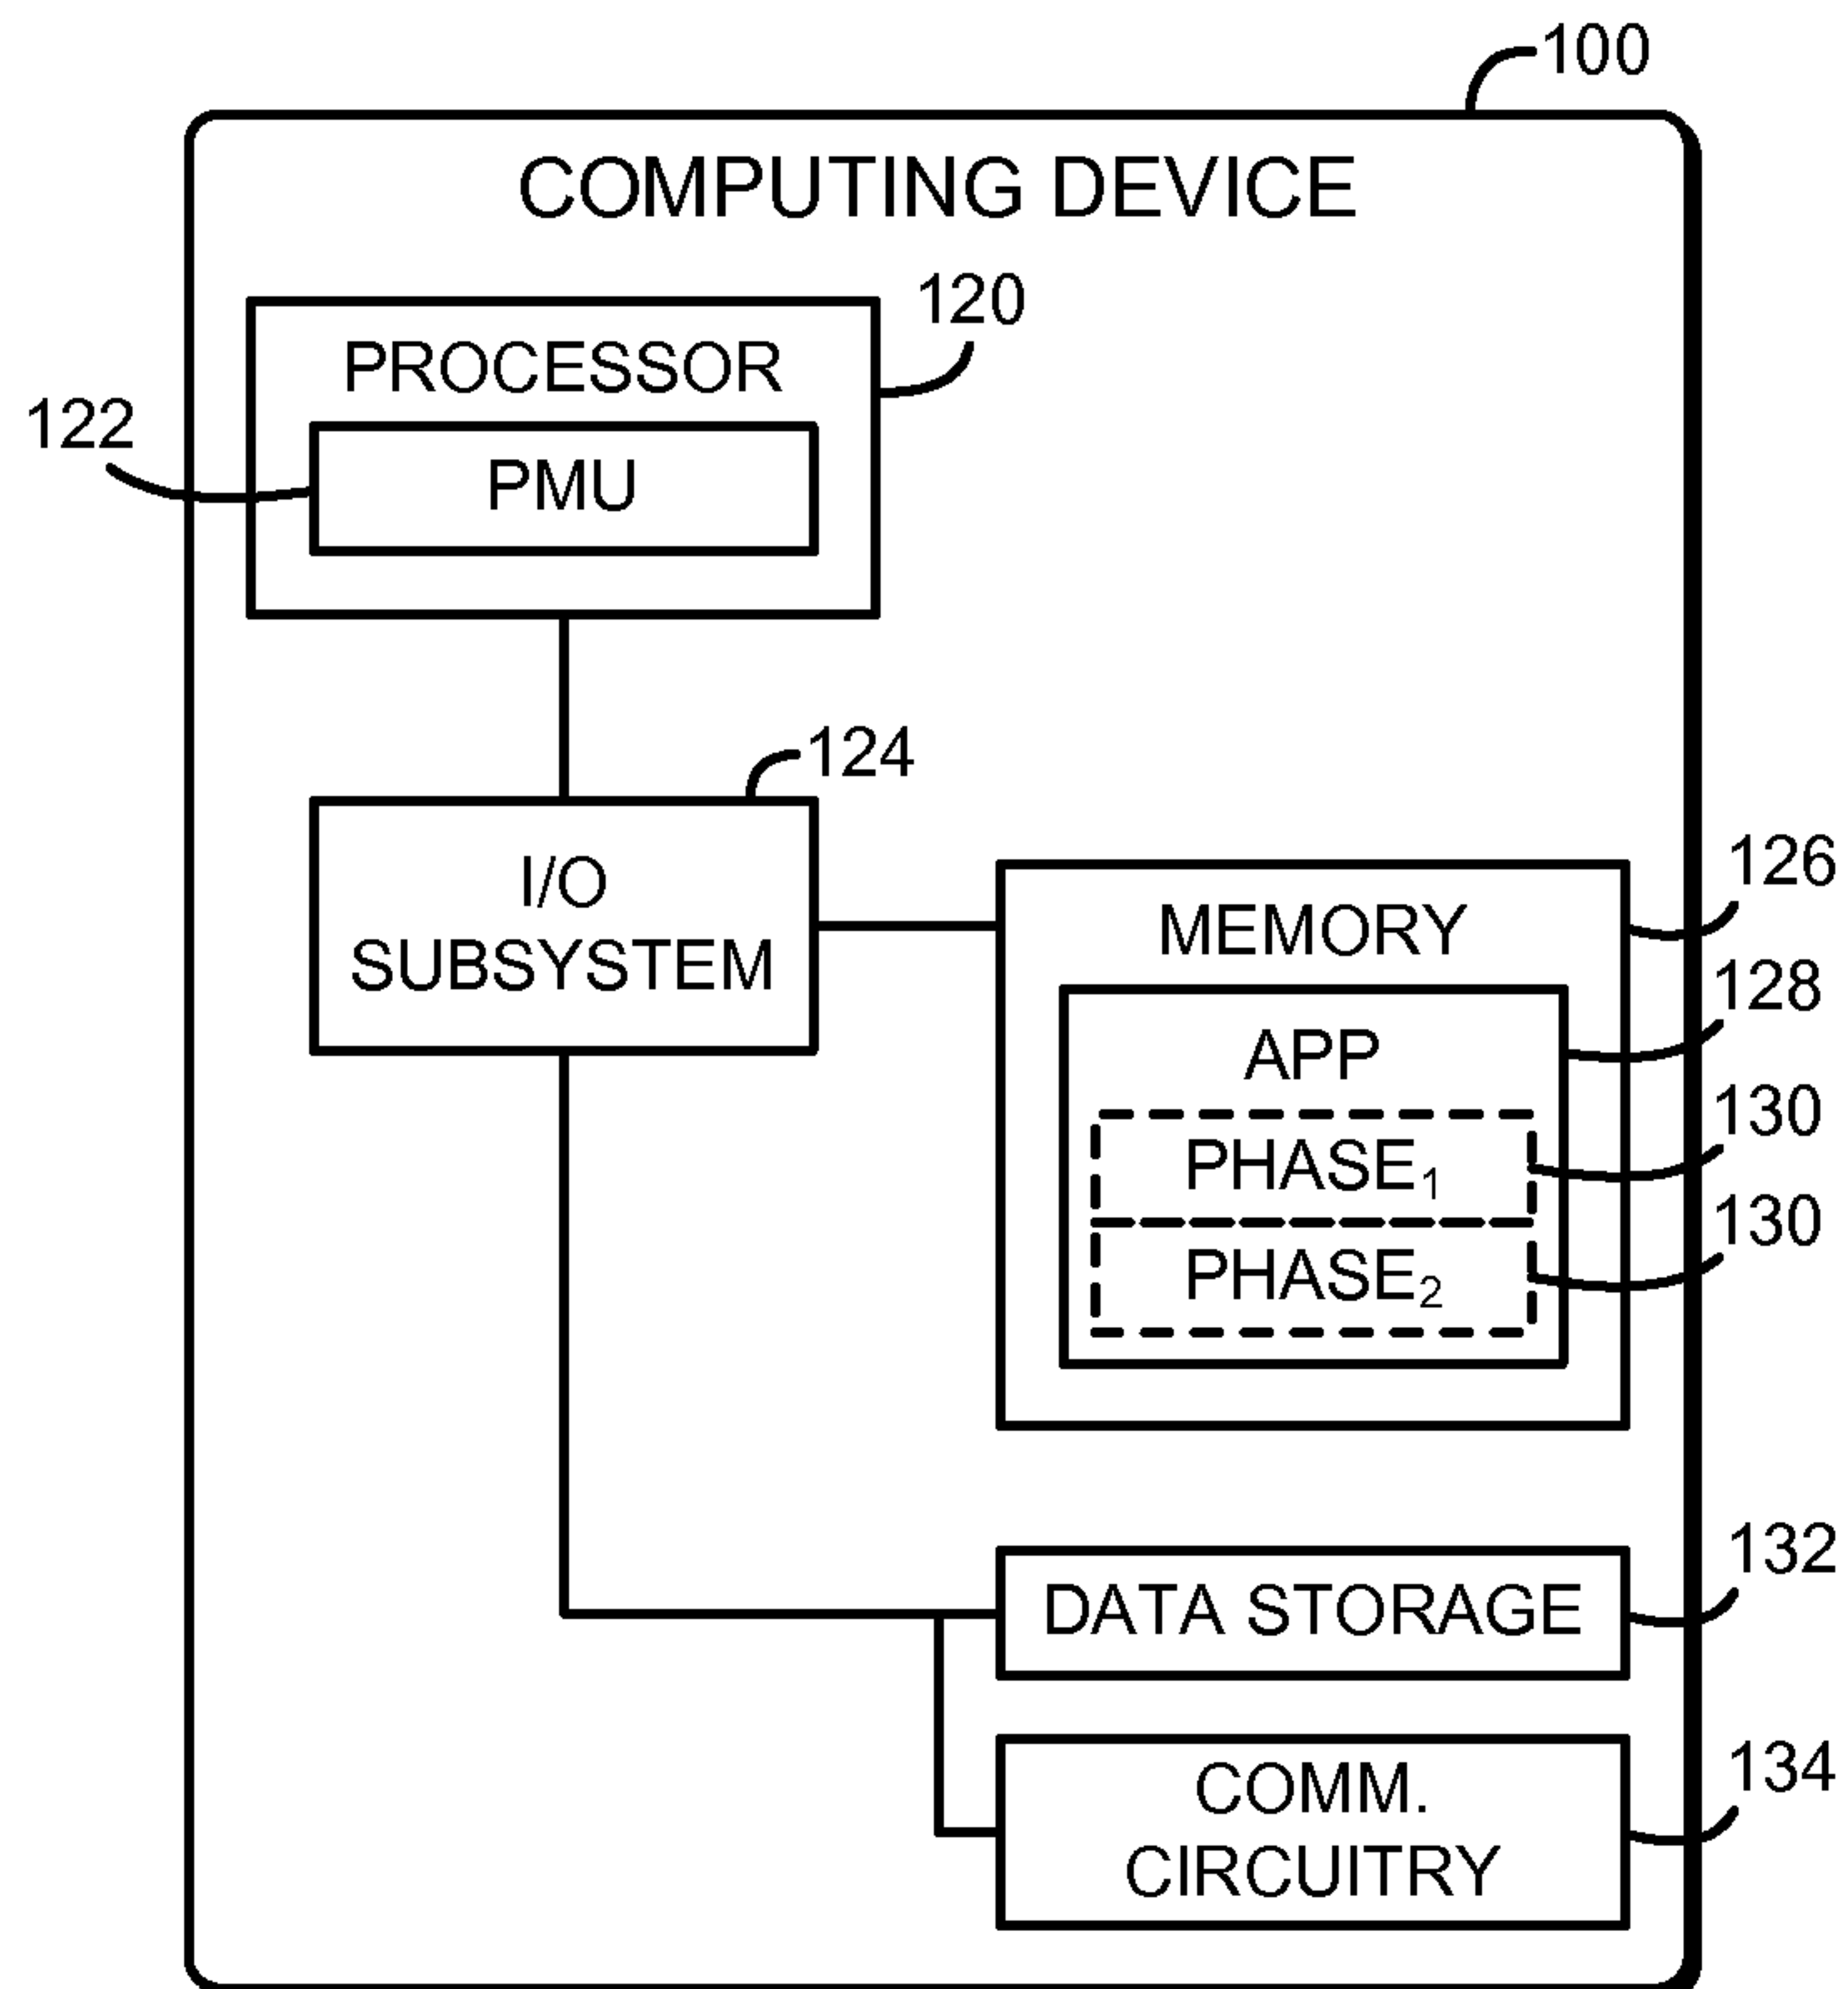 100
COMPUTING DEVICE
120
PROCESSOR
122
PMU
124
I/O
SUBSYSTEM
126
MEMORY
128
APP
130
PHASE₁
130
PHASE₂
132
DATA STORAGE
134
COMM.
CIRCUITRY